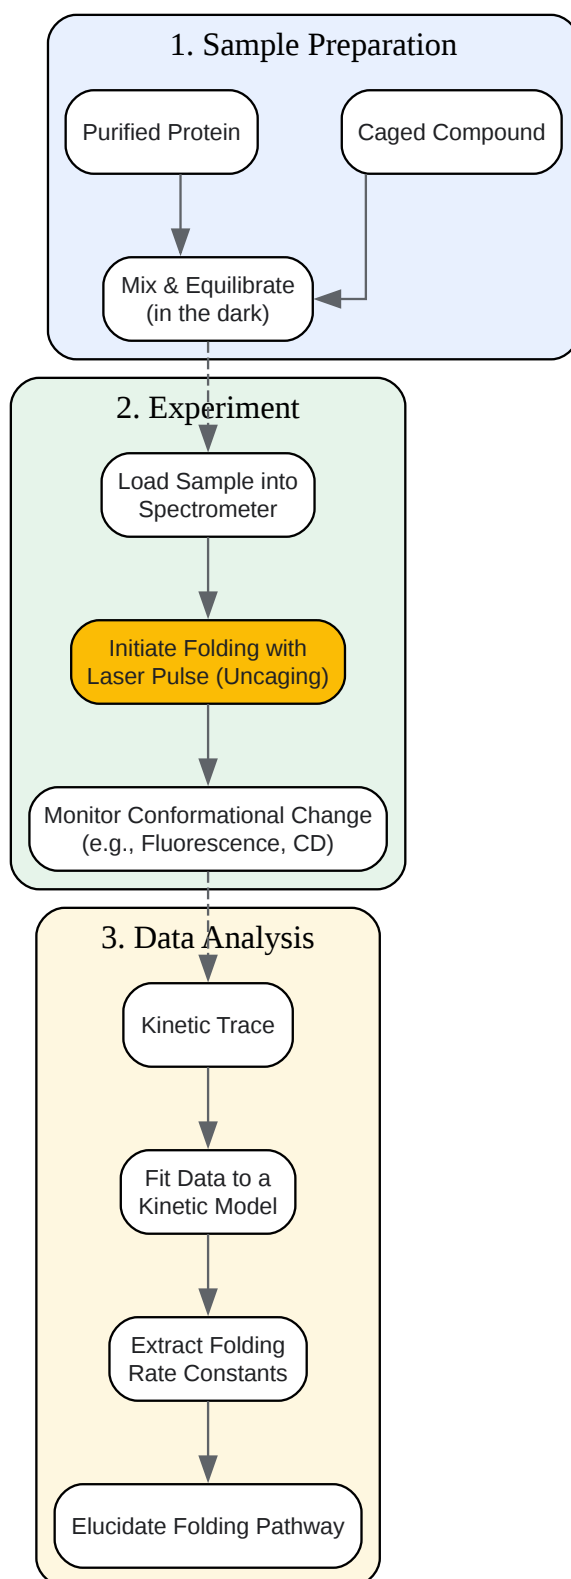 1. Sample Preparation
Purified Protein
Caged Compound
Mix & Equilibrate
(in the dark)
2. Experiment
Load Sample into
Spectrometer
Initiate Folding with
Laser Pulse (Uncaging)
Monitor Conformational Change
(e.g., Fluorescence, CD)
3. Data Analysis
Kinetic Trace
Fit Data to a
Kinetic Model
Extract Folding
Rate Constants
Elucidate Folding Pathway